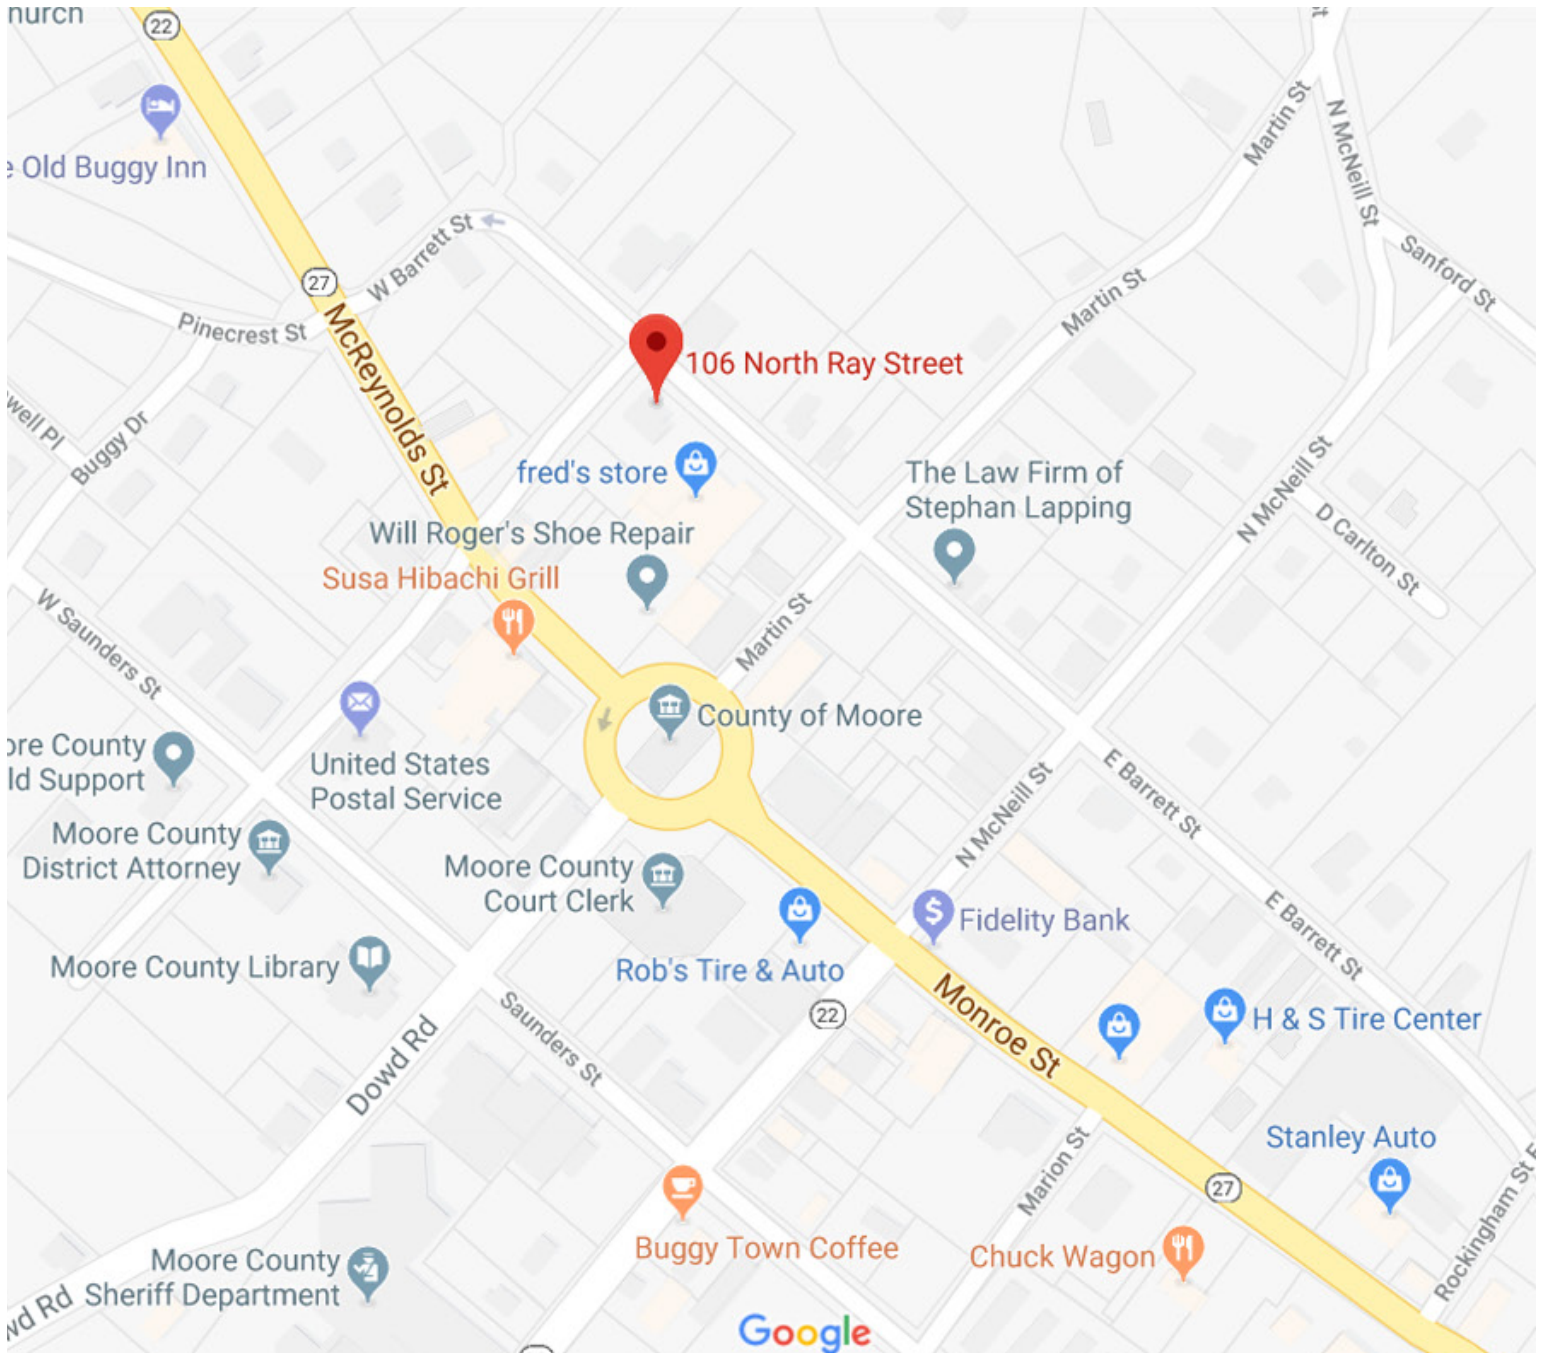 hurch
22
e Old Buggy Inn
W Barrett St
27
Pinecrest St
McReynolds St
Buggy Dr
well Pl
106 North Ray Street
fred's store
Will Roger's Shoe Repair
Susa Hibachi Grill
The Law Firm of
Stephan Lapping
Martin St
N McNeill St
Sanford St
Martin St
N McNeill St
D Carlton St
Martin St
W Saunders St
County of Moore
United States
Postal Service
ore County
ld Support
Moore County
District Attorney
Moore County
Court Clerk
Moore County Library
Rob's Tire & Auto
Fidelity Bank
N McNeill St
E Barrett St
E Barrett St
22
Monroe St
H & S Tire Center
Saunders St
Dowd Rd
Stanley Auto
Marion St
27
Rockingham St
Buggy Town Coffee
Chuck Wagon
Moore County
Sheriff Department
wd Rd
Google